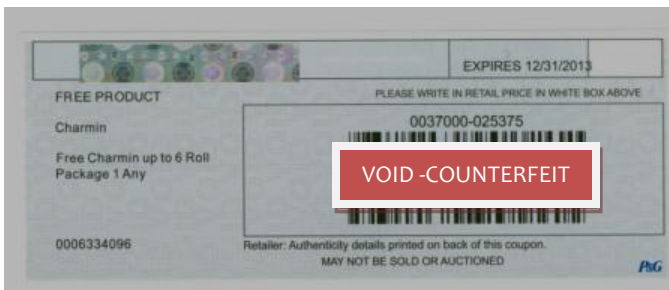 EXPIRES 12/31/2013
FREE PRODUCT
PLEASE WRITE IN RETAIL PRICE IN WHITE BOX ABOVE
Charmin
0037000-025375
Free Charmin up to 6 Roll
Package 1 Any
VOID -COUNTERFEIT
0006334096
Retailer: Authenticity details printed on back of this coupon.
MAY NOT BE SOLD OR AUCTIONED
P&G